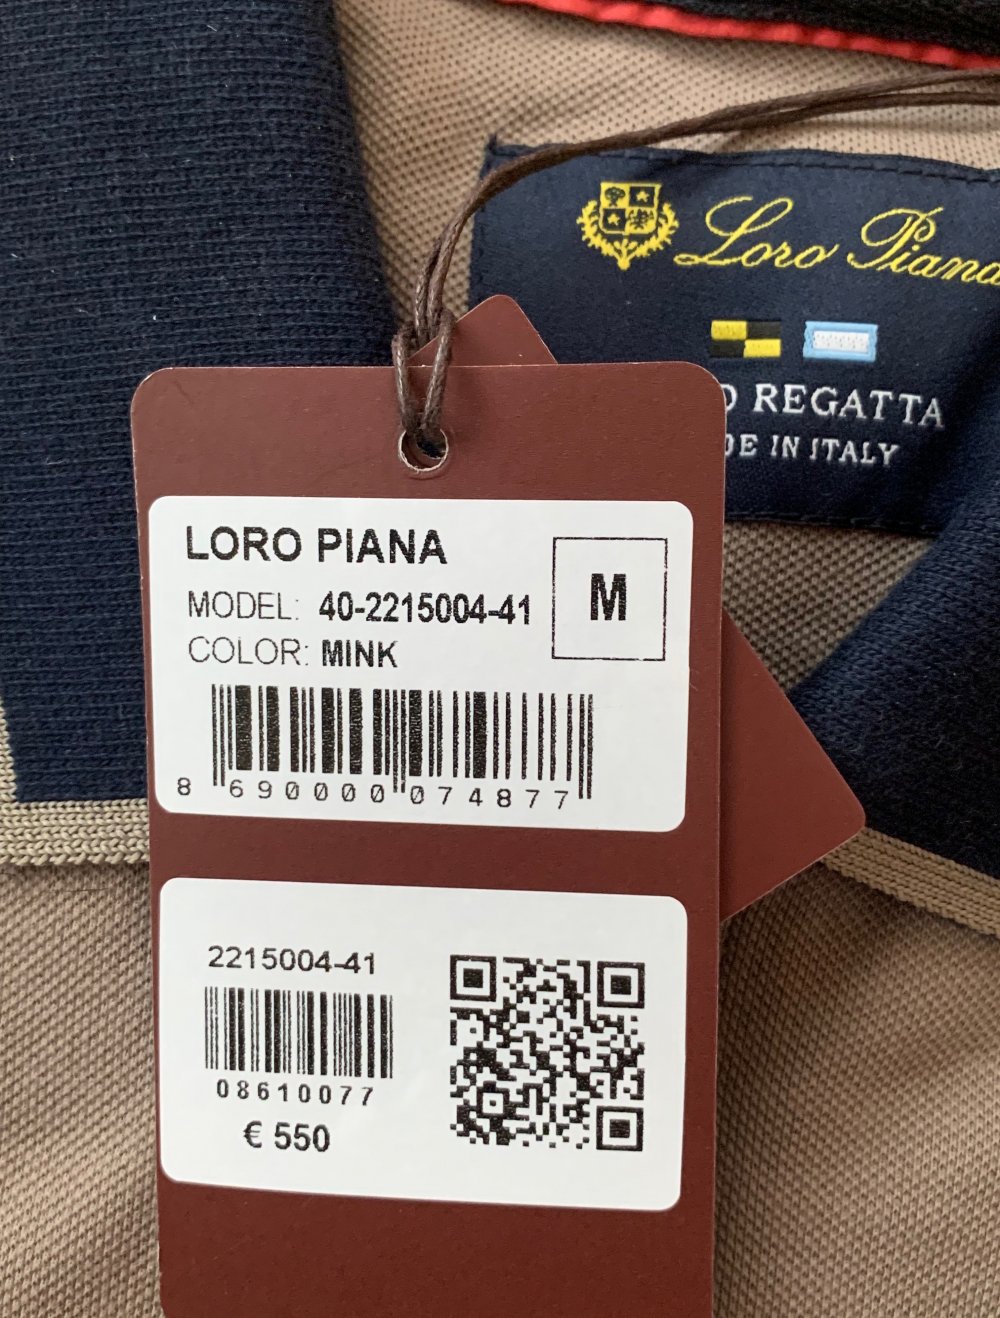 Loro Piana
REGATTA
DE IN ITALY
LORO PIANA
M
MODEL: 40-2215004-41
COLOR: MINK
8 690000 074877
2215004-41
08610077
€ 550